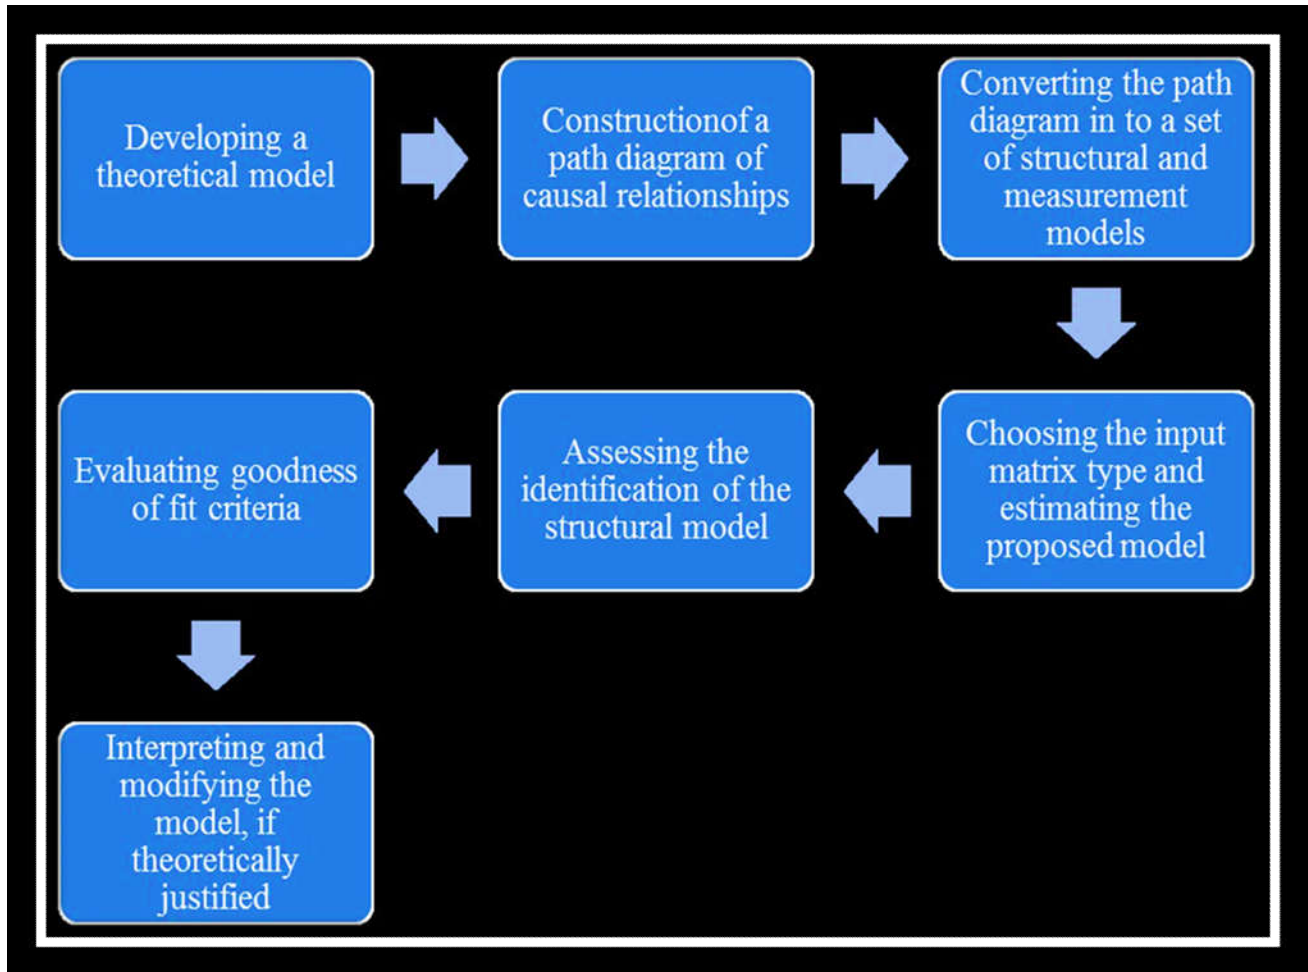 Developing a
theoretical model
Constructionof a
path diagram of
causal relationships
Converting the path
diagram in to a set
of structural and
measurement
models
Choosing the input
matrix type and
estimating the
proposed model
Assessing the
identification of the
structural model
Evaluating goodness
of fit criteria
Interpreting and
modifying the
model, if
theoretically
justified